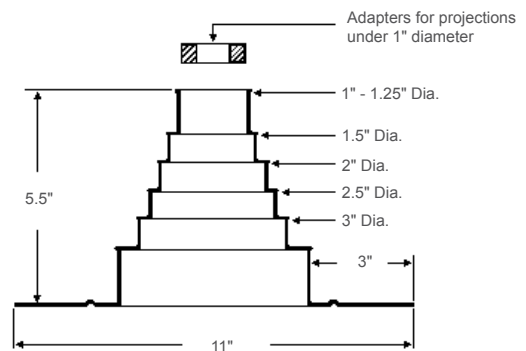 Adapters for projections
under 1" diameter
1" - 1.25" Dia.
1.5" Dia.
2" Dia.
2.5" Dia.
3" Dia.
5.5"
3"
11"